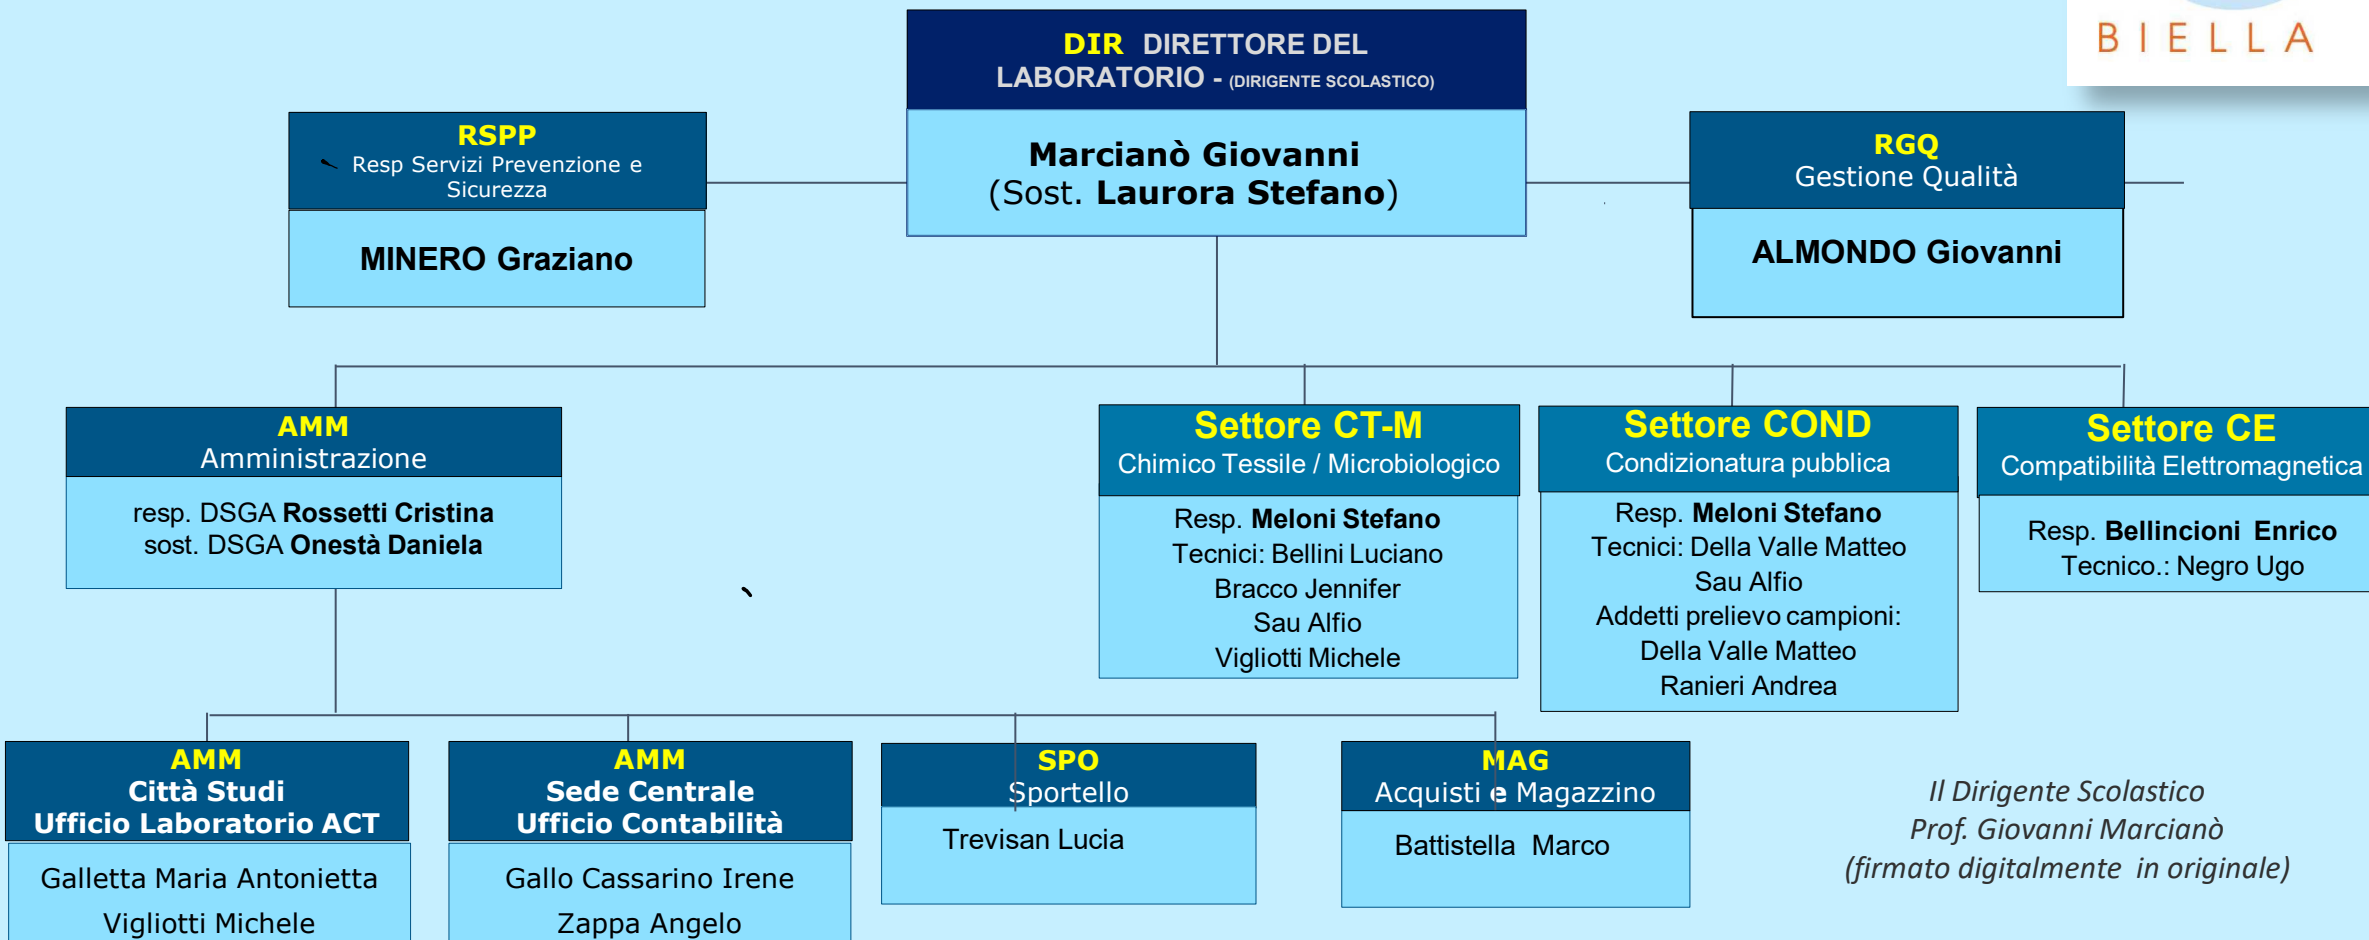 BIELLA
DIR DIRETTORE DEL
LABORATORIO - (DIRIGENTE SCOLASTICO)
Marcianò Giovanni
(Sost. Laurora Stefano)
RSPP
Resp Servizi Prevenzione e
Sicurezza
MINERO Graziano
RGQ
Gestione Qualità
ALMONDO Giovanni
AMM
Amministrazione
resp. DSGA Rossetti Cristina
sost. DSGA Onestà Daniela
Settore CT-M
Chimico Tessile / Microbiologico
Resp. Meloni Stefano
Tecnici: Bellini Luciano
Bracco Jennifer
Sau Alfio
Vigliotti Michele
Settore COND
Condizionatura pubblica
Resp. Meloni Stefano
Tecnici: Della Valle Matteo
Sau Alfio
Addetti prelievo campioni:
Della Valle Matteo
Ranieri Andrea
Settore CE
Compatibilità Elettromagnetica
Resp. Bellincioni Enrico
Tecnico.: Negro Ugo
AMM
Città Studi
Ufficio Laboratorio ACT
Galletta Maria Antonietta
Vigliotti Michele
AMM
Sede Centrale
Ufficio Contabilità
Gallo Cassarino Irene
Zappa Angelo
SPO
Sportello
Trevisan Lucia
MAG
Acquisti e Magazzino
Battistella Marco
Il Dirigente Scolastico
Prof. Giovanni Marcianò
(firmato digitalmente in originale)